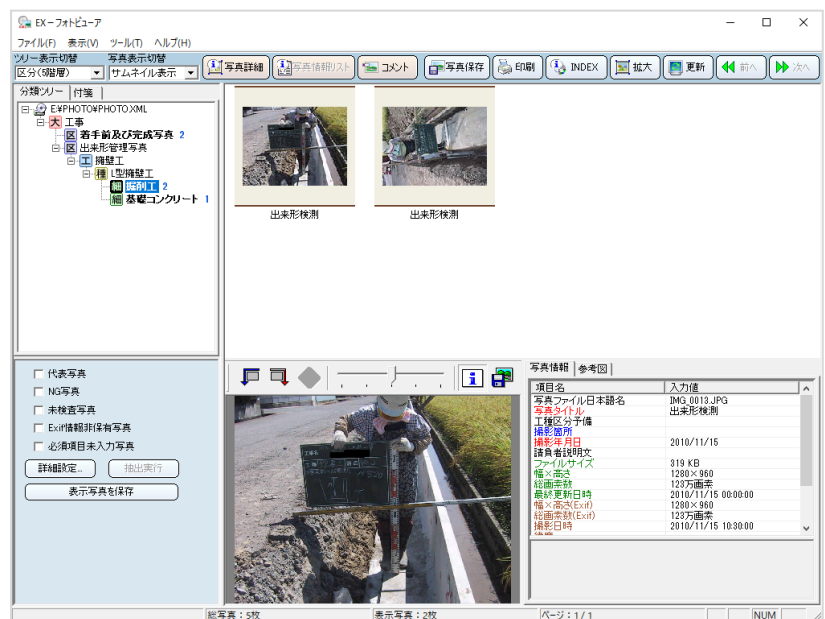 EX－フォトビューア
ファイル(F) 表示(V) ツール(T) ヘルプ(H)
ツリー表示切替 写真表示切替
区分(5階層) サムネイル表示
写真詳細 写真情報リスト コメント 写真保存 印刷 INDEX 拡大 更新 前へ 次へ
分類ツリー 付箋
E:¥PHOTO¥PHOTO.XML
大 工事
区 着手前及び完成写真 2
区 出来形管理写真
工 擁壁工
種 L型擁壁工
細 掘削工 2
細 基礎コンクリート 1
出来形検測 出来形検測
代表写真
NG写真
未検査写真
Exif情報非保有写真
必須項目未入力写真
詳細設定.. 抽出実行
表示写真を保存
写真情報 参考図
項目名 入力値
写真ファイル日本語名 IMG_0013.JPG
写真タイトル 出来形検測
工種区分予備
撮影箇所
撮影年月日 2010/11/15
請負者説明文
ファイルサイズ 319 KB
幅×高さ 1280×960
総画素数 123万画素
最終更新日時 2010/11/15 00:00:00
幅×高さ(Exif) 1280×960
総画素数(Exif) 123万画素
撮影日時 2010/11/15 10:30:00
総写真：5枚 表示写真：2枚 ページ：1/1 NUM